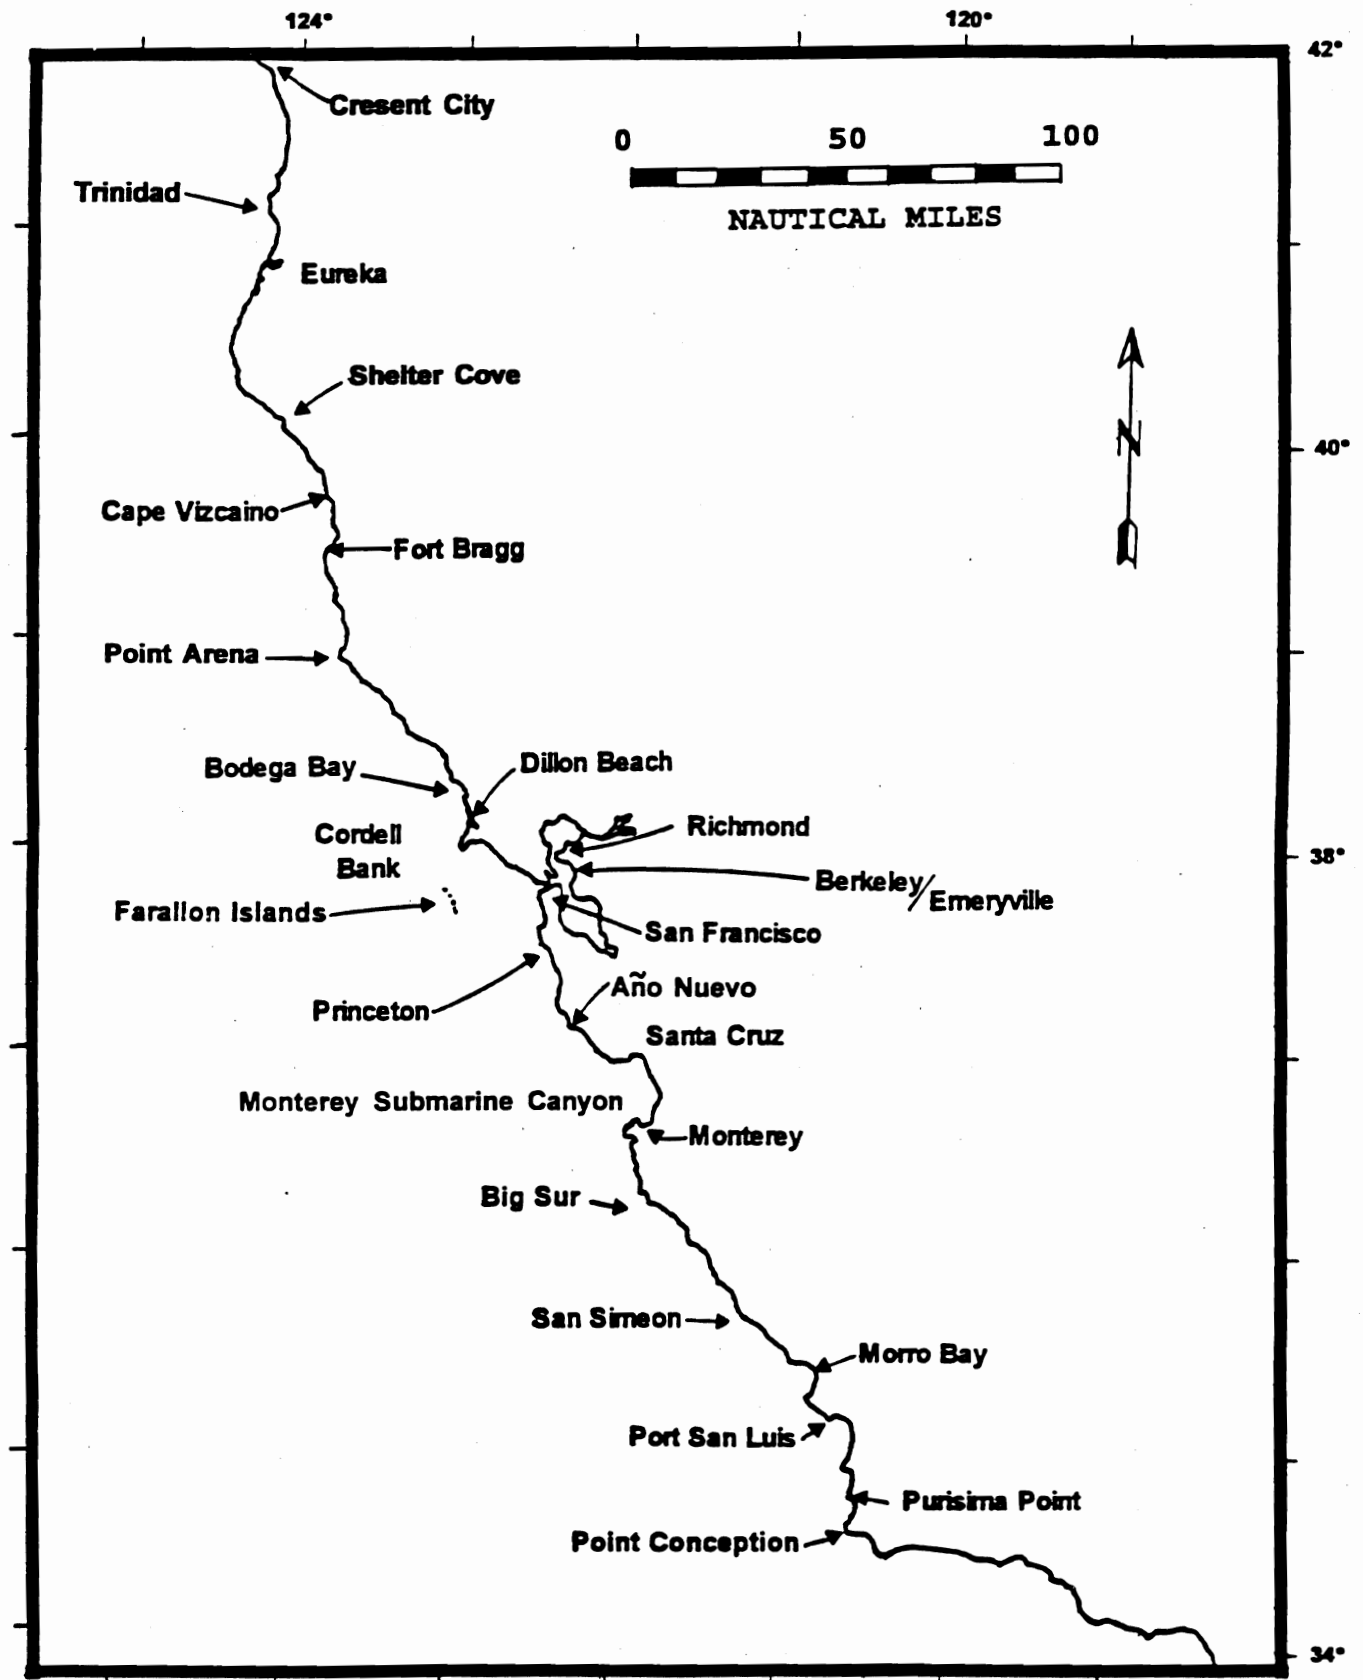 124°
120°
42°
Cresent City
0 50 100
NAUTICAL MILES
Trinidad
Eureka
Shelter Cove
N
40°
Cape Vizcaino
Fort Bragg
Point Arena
Bodega Bay
Dillon Beach
Cordell
Bank
Richmond
38°
Berkeley/
Emeryville
Farallon Islands
San Francisco
Año Nuevo
Princeton
Santa Cruz
Monterey Submarine Canyon
Monterey
Big Sur
San Simeon
Morro Bay
Port San Luis
Purisima Point
Point Conception
34°